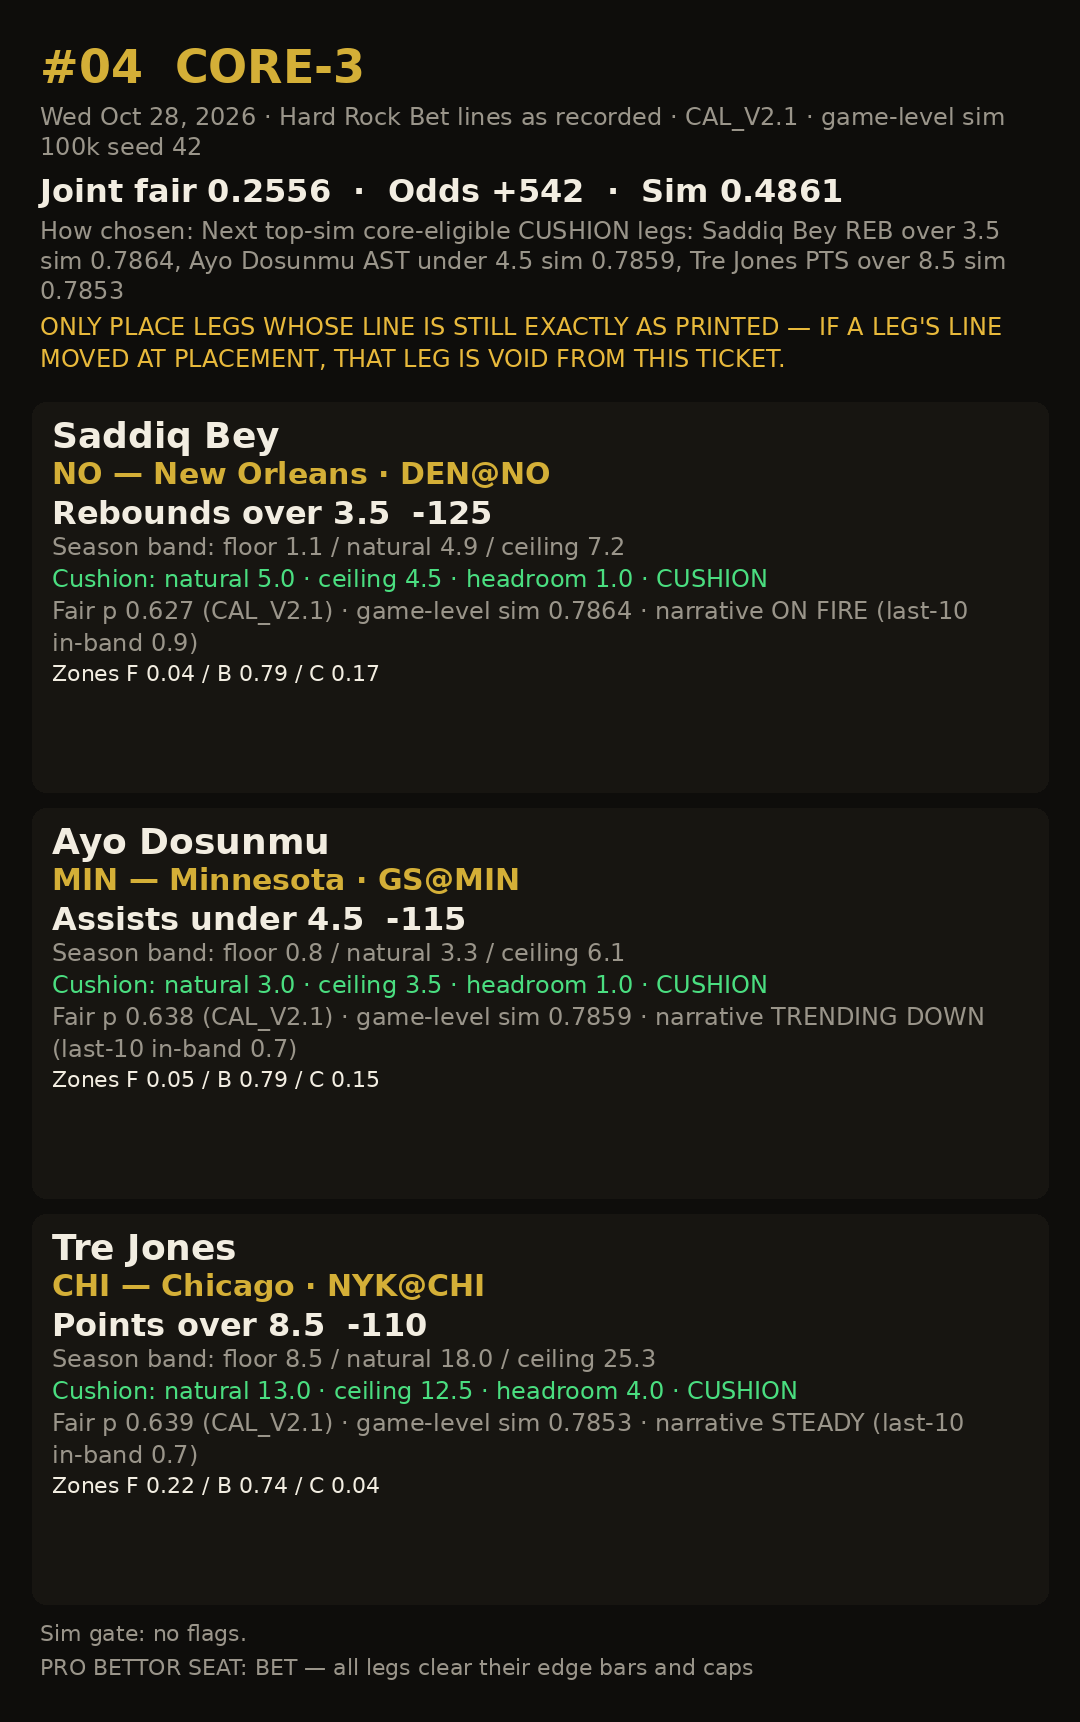 #04 CORE-3
Wed Oct 28, 2026 · Hard Rock Bet lines as recorded · CAL_V2.1 · game-level sim
100k seed 42
Joint fair 0.2556 · Odds +542 · Sim 0.4861
How chosen: Next top-sim core-eligible CUSHION legs: Saddiq Bey REB over 3.5
sim 0.7864, Ayo Dosunmu AST under 4.5 sim 0.7859, Tre Jones PTS over 8.5 sim
0.7853
ONLY PLACE LEGS WHOSE LINE IS STILL EXACTLY AS PRINTED — IF A LEG'S LINE
MOVED AT PLACEMENT, THAT LEG IS VOID FROM THIS TICKET.
Saddiq Bey
NO — New Orleans · DEN@NO
Rebounds over 3.5 -125
Season band: floor 1.1 / natural 4.9 / ceiling 7.2
Cushion: natural 5.0 · ceiling 4.5 · headroom 1.0 · CUSHION
Fair p 0.627 (CAL_V2.1) · game-level sim 0.7864 · narrative ON FIRE (last-10
in-band 0.9)
Zones F 0.04 / B 0.79 / C 0.17
Ayo Dosunmu
MIN — Minnesota · GS@MIN
Assists under 4.5 -115
Season band: floor 0.8 / natural 3.3 / ceiling 6.1
Cushion: natural 3.0 · ceiling 3.5 · headroom 1.0 · CUSHION
Fair p 0.638 (CAL_V2.1) · game-level sim 0.7859 · narrative TRENDING DOWN
(last-10 in-band 0.7)
Zones F 0.05 / B 0.79 / C 0.15
Tre Jones
CHI — Chicago · NYK@CHI
Points over 8.5 -110
Season band: floor 8.5 / natural 18.0 / ceiling 25.3
Cushion: natural 13.0 · ceiling 12.5 · headroom 4.0 · CUSHION
Fair p 0.639 (CAL_V2.1) · game-level sim 0.7853 · narrative STEADY (last-10
in-band 0.7)
Zones F 0.22 / B 0.74 / C 0.04
Sim gate: no flags.
PRO BETTOR SEAT: BET — all legs clear their edge bars and caps